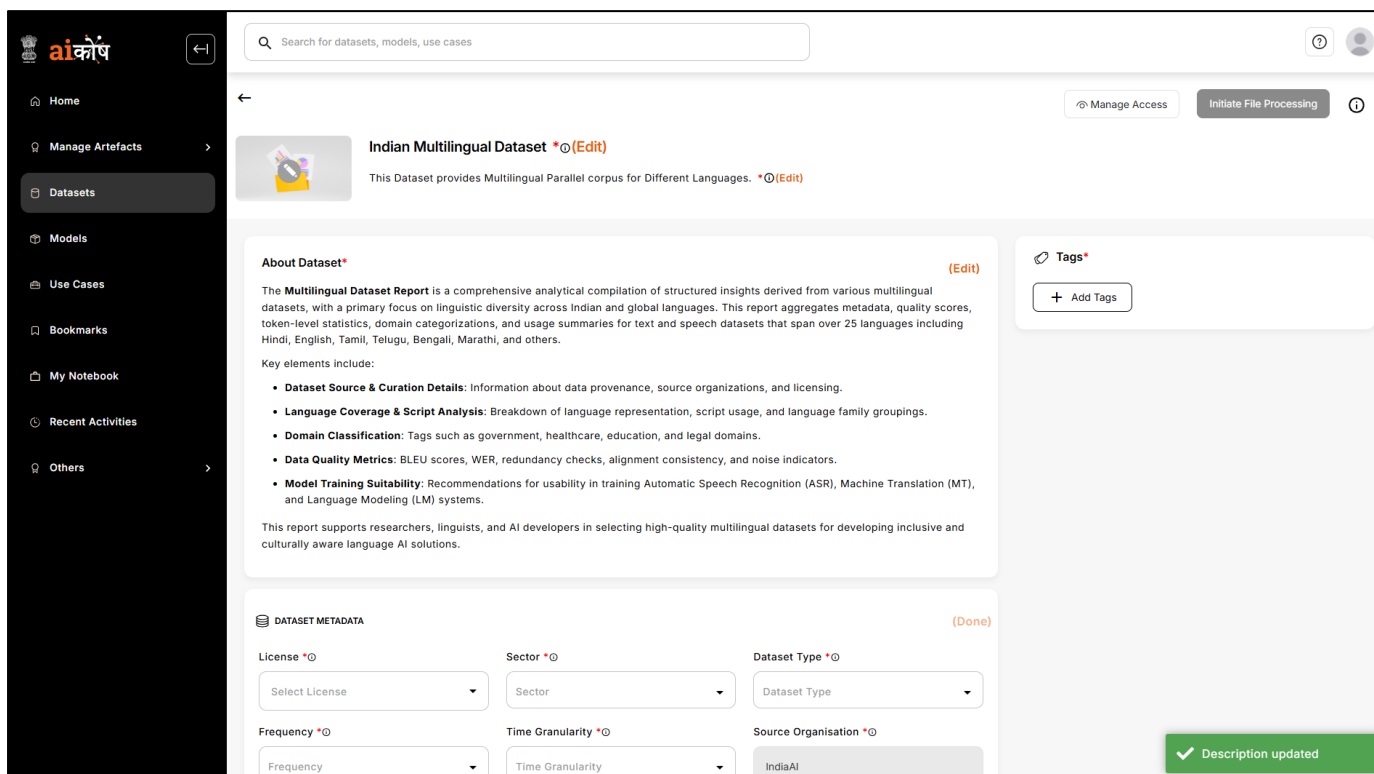 aiकोष
Search for datasets, models, use cases
Home
Manage Artefacts
Datasets
Models
Use Cases
Bookmarks
My Notebook
Recent Activities
Others
Manage Access
Initiate File Processing
Indian Multilingual Dataset *(Edit)
This Dataset provides Multilingual Parallel corpus for Different Languages. *(Edit)
About Dataset*
(Edit)
The Multilingual Dataset Report is a comprehensive analytical compilation of structured insights derived from various multilingual
datasets, with a primary focus on linguistic diversity across Indian and global languages. This report aggregates metadata, quality scores,
token-level statistics, domain categorizations, and usage summaries for text and speech datasets that span over 25 languages including
Hindi, English, Tamil, Telugu, Bengali, Marathi, and others.
Key elements include:
• Dataset Source & Curation Details: Information about data provenance, source organizations, and licensing.
• Language Coverage & Script Analysis: Breakdown of language representation, script usage, and language family groupings.
• Domain Classification: Tags such as government, healthcare, education, and legal domains.
• Data Quality Metrics: BLEU scores, WER, redundancy checks, alignment consistency, and noise indicators.
• Model Training Suitability: Recommendations for usability in training Automatic Speech Recognition (ASR), Machine Translation (MT),
and Language Modeling (LM) systems.
This report supports researchers, linguists, and AI developers in selecting high-quality multilingual datasets for developing inclusive and
culturally aware language AI solutions.
Tags*
+ Add Tags
DATASET METADATA
(Done)
License *
Sector *
Dataset Type *
Select License
Sector
Dataset Type
Frequency *
Time Granularity *
Source Organisation *
Frequency
Time Granularity
IndiaAI
Description updated